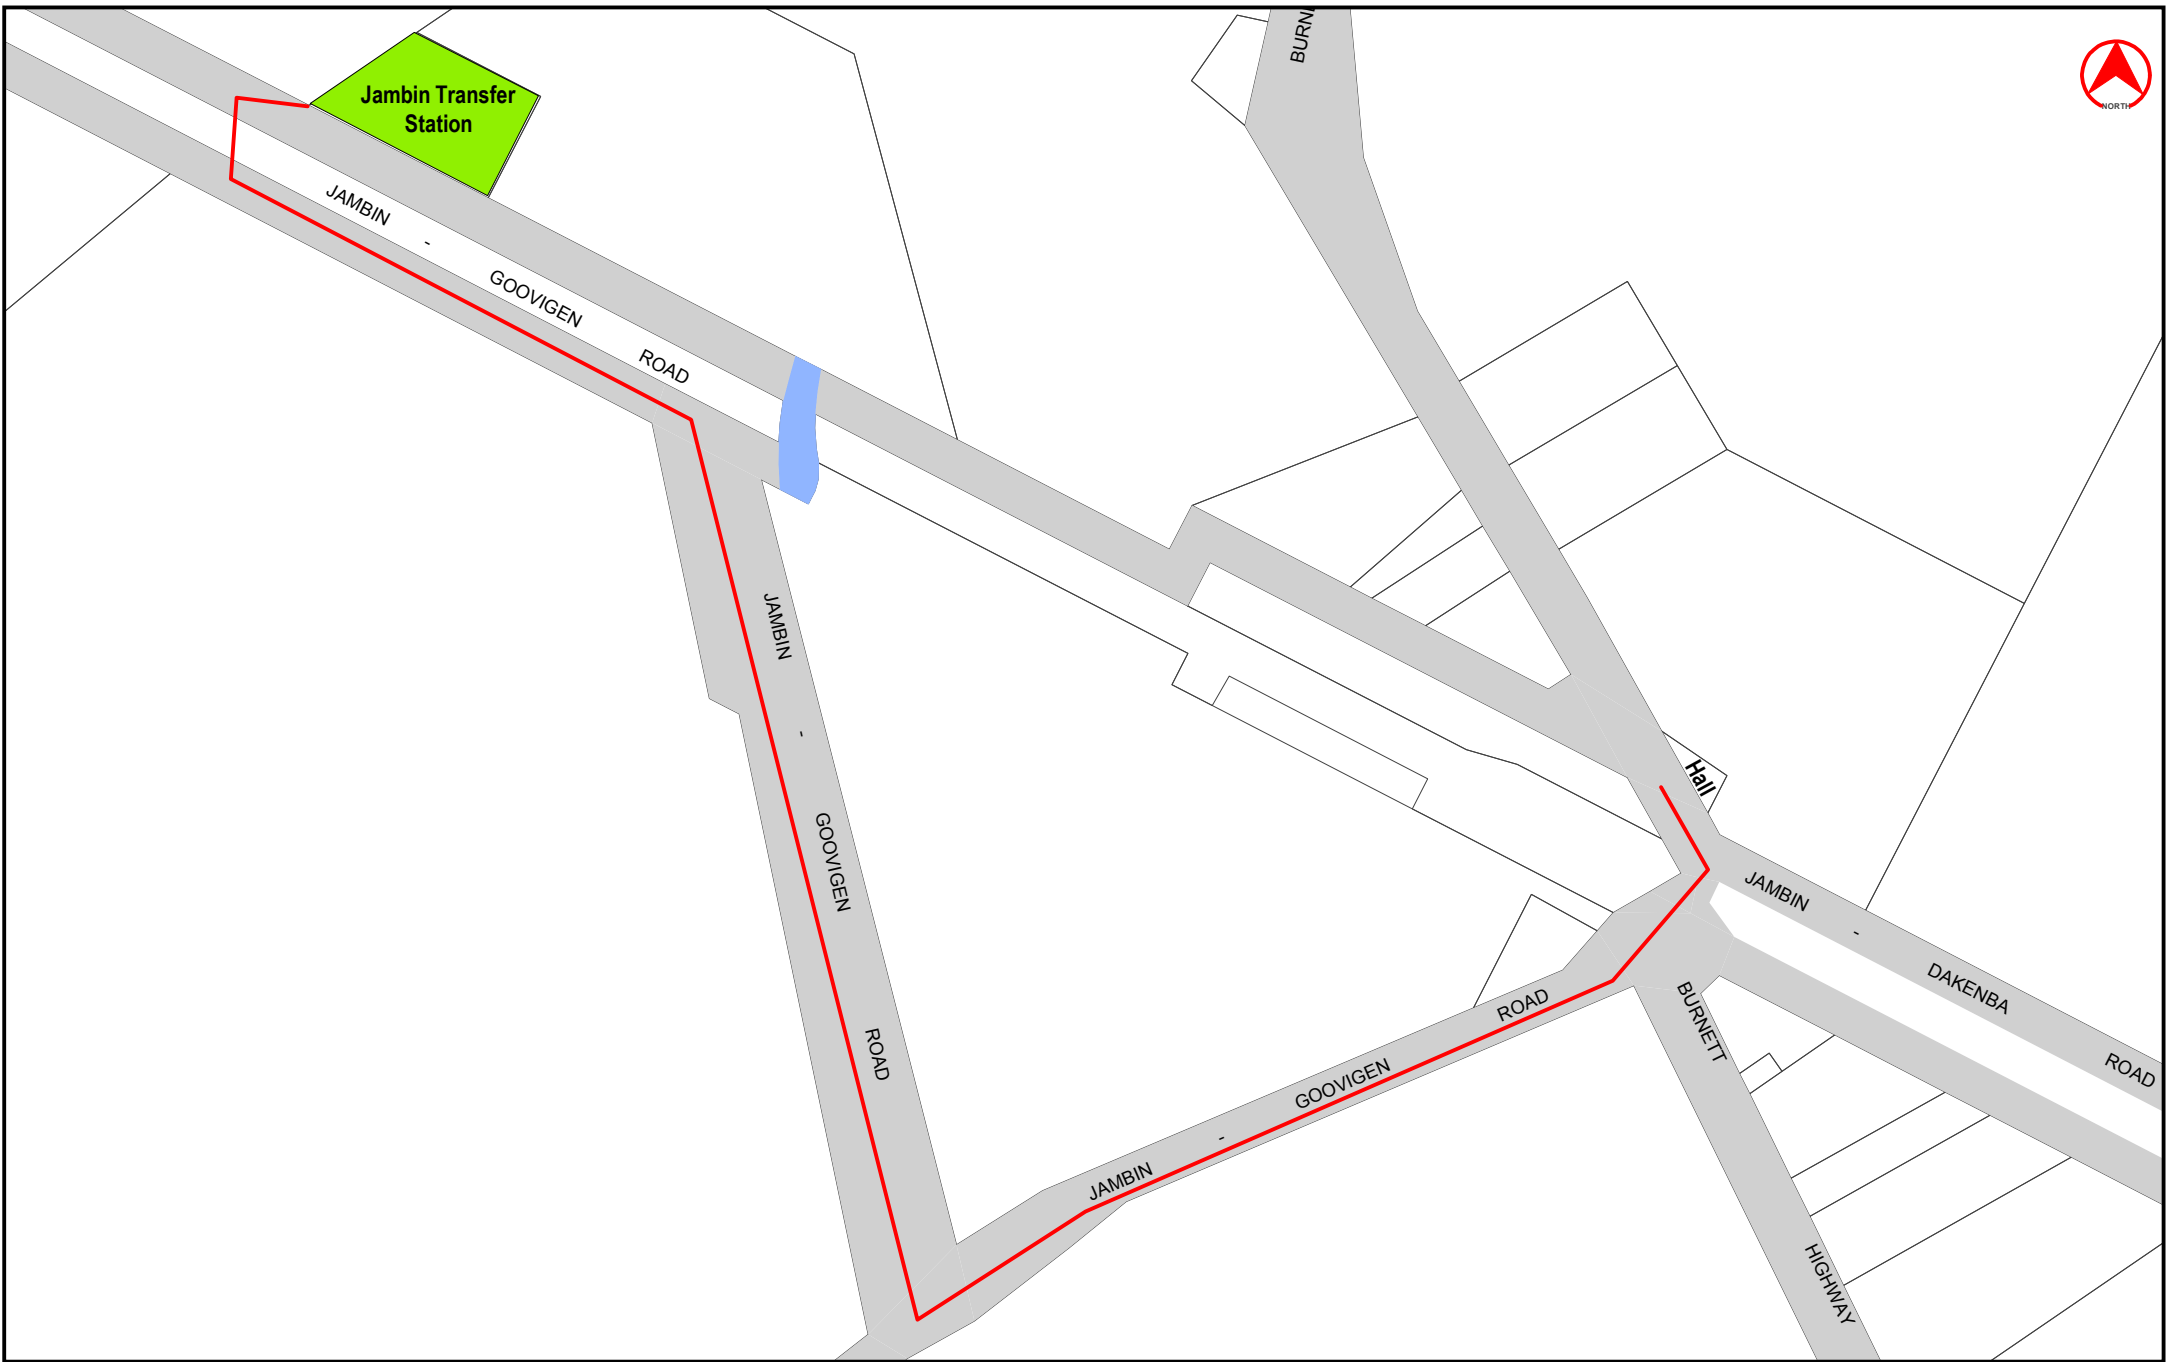 BURNE
NORTH
Jambin Transfer
Station
JAMBIN
-
GOOVIGEN
ROAD
JAMBIN
-
GOOVIGEN
ROAD
Hall
JAMBIN
-
DAKENBA
ROAD
JAMBIN
-
GOOVIGEN
ROAD
BURNETT
HIGHWAY